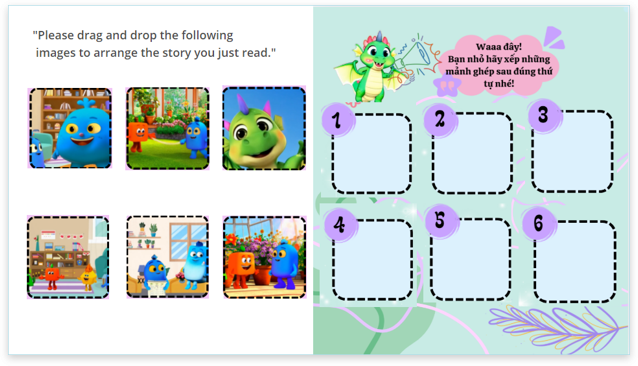 "Please drag and drop the following
images to arrange the story you just read."
Waaa đây!
Bạn nhỏ hãy xếp những
mảnh ghép sau đúng thứ
tự nhé!
1
2
3
4
5
6